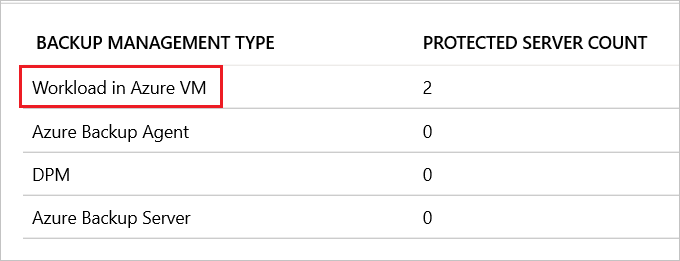 BACKUP MANAGEMENT TYPE PROTECTED SERVER COUNT
Workload in Azure VM 2
Azure Backup Agent 0
DPM 0
Azure Backup Server 0